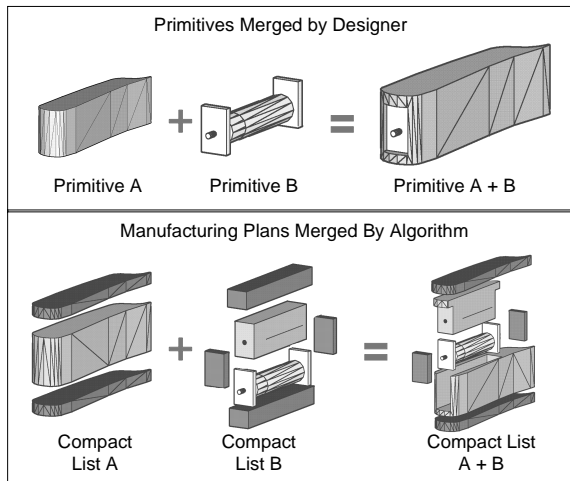 Primitives Merged by Designer
Primitive A
Primitive B
Primitive A + B
Manufacturing Plans Merged By Algorithm
Compact
List A
Compact
List B
Compact List
A + B